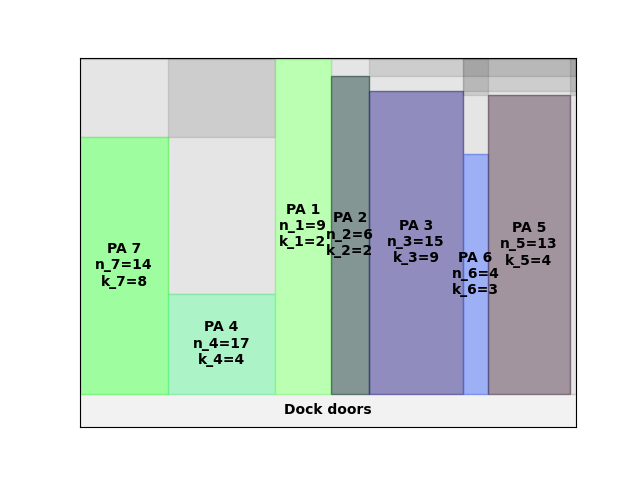 PA 7
n_7=14
k_7=8
PA 4
n_4=17
k_4=4
PA 1
n_1=9
k_1=2
PA 2
n_2=6
k_2=2
PA 3
n_3=15
k_3=9
PA 6
n_6=4
k_6=3
PA 5
n_5=13
k_5=4
Dock doors